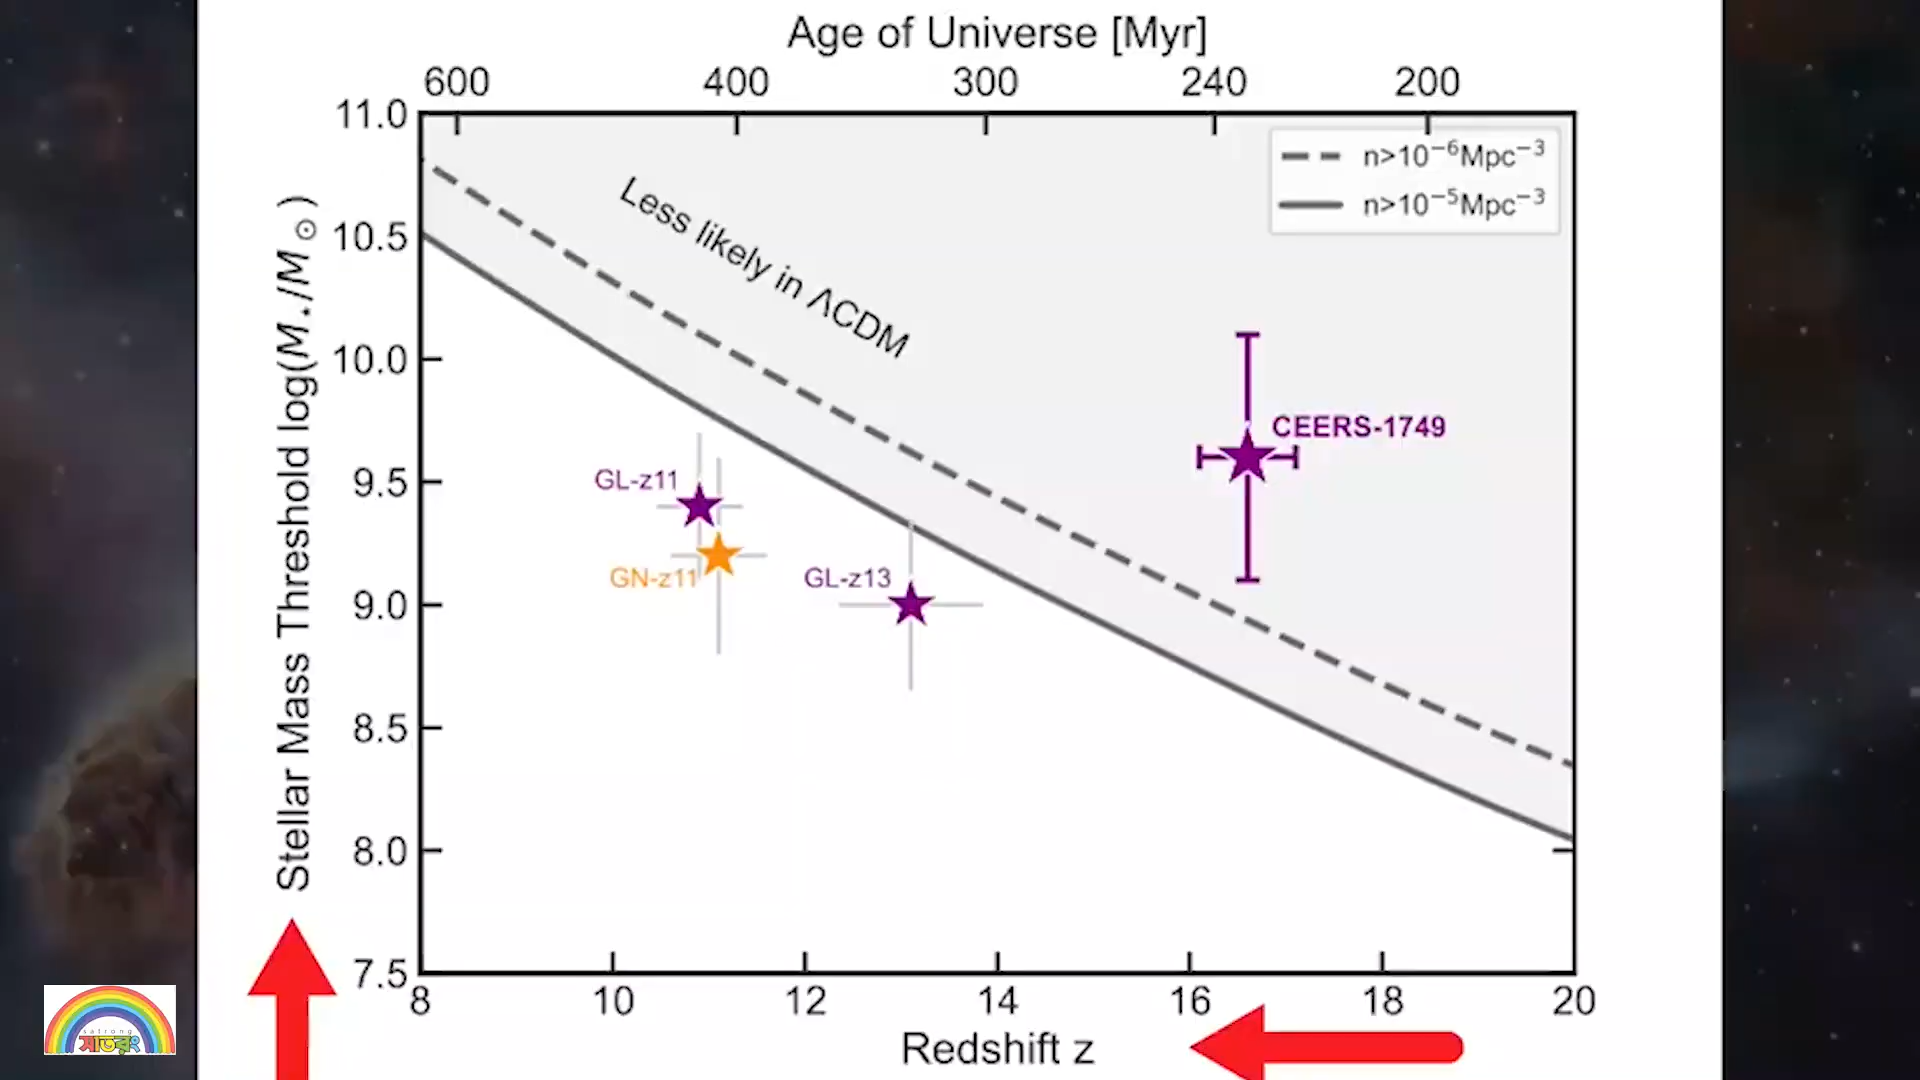 Age of Universe [Myr]
600 400 300 240 200
11.0
10.5
10.0
9.5
9.0
8.5
8.0
7.5
Stellar Mass Threshold log(M⋆/M☉)
n>10⁻⁶Mpc⁻³
n>10⁻⁵Mpc⁻³
Less likely in ΛCDM
CEERS-1749
GL-z11
GN-z11
GL-z13
8 10 12 14 16 18 20
Redshift z
satrong
সাতরং